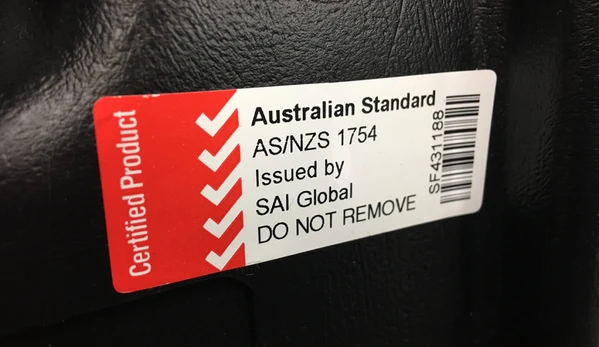 Certified Product
Australian Standard
AS/NZS 1754
Issued by
SAI Global
DO NOT REMOVE
SF431188